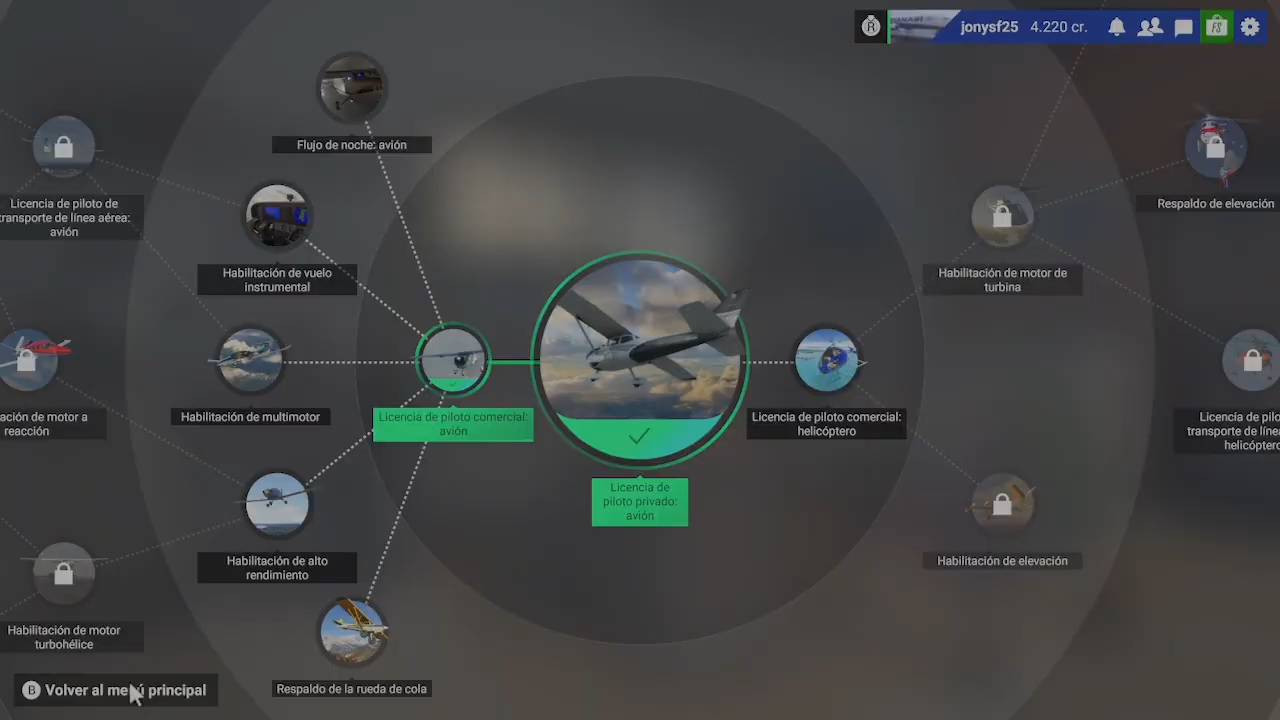 R
jonysf25 4.220 cr.
FS
Flujo de noche: avión
Licencia de piloto de
transporte de línea aérea:
avión
Respaldo de elevación
Habilitación de vuelo
instrumental
Habilitación de motor de
turbina
ación de motor a
reacción
Habilitación de multimotor
Licencia de piloto comercial:
avión
Licencia de piloto comercial:
helicóptero
Licencia de pilo
transporte de líne
helicópter
Licencia de
piloto privado:
avión
Habilitación de alto
rendimiento
Habilitación de elevación
Habilitación de motor
turbohélice
B Volver al menú principal
Respaldo de la rueda de cola